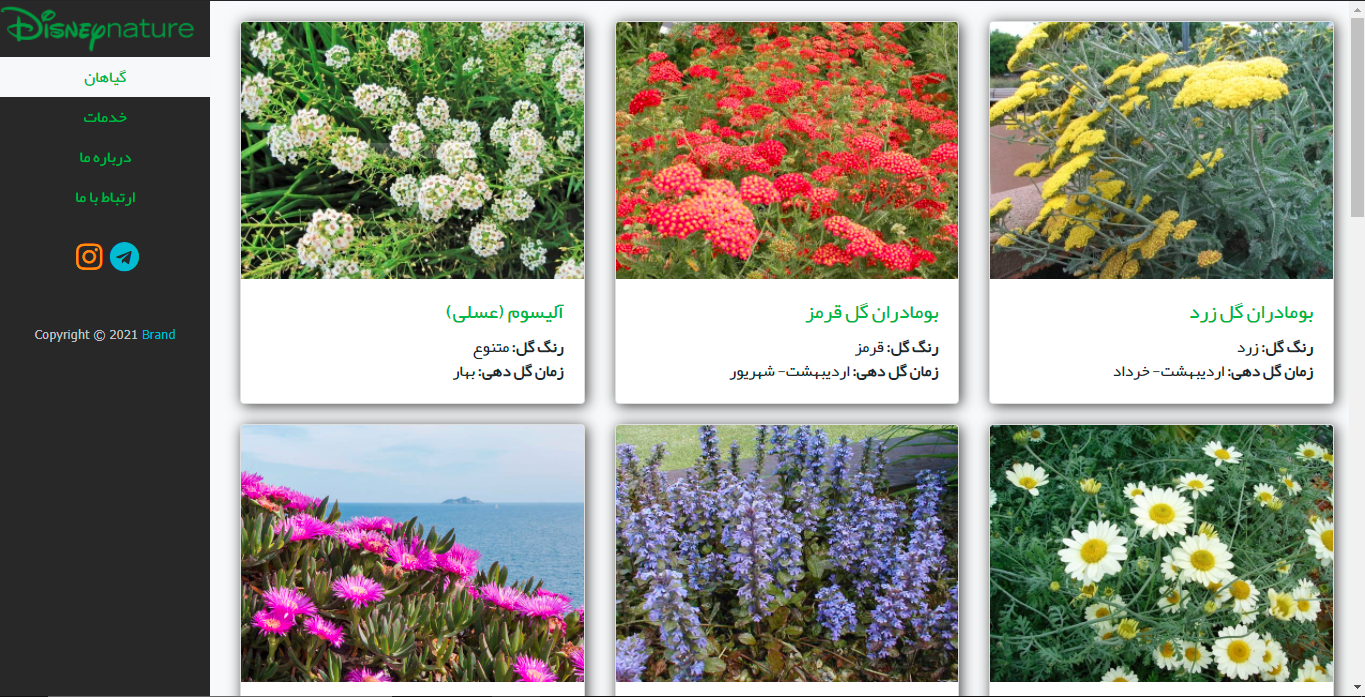 DISNEYnature
گیاهان
خدمات
درباره ما
ارتباط با ما
Copyright © 2021 Brand
بومادران گل زرد
رنگ گل: زرد
زمان گل دهی: اردیبهشت- خرداد
بومادران گل قرمز
رنگ گل: قرمز
زمان گل دهی: اردیبهشت- شهریور
آلیسوم (عسلی)
رنگ گل: متنوع
زمان گل دهی: بهار